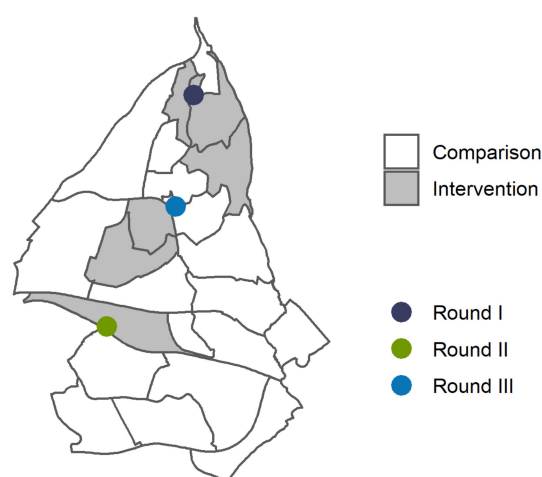 Comparison
Intervention
Round I
Round II
Round III